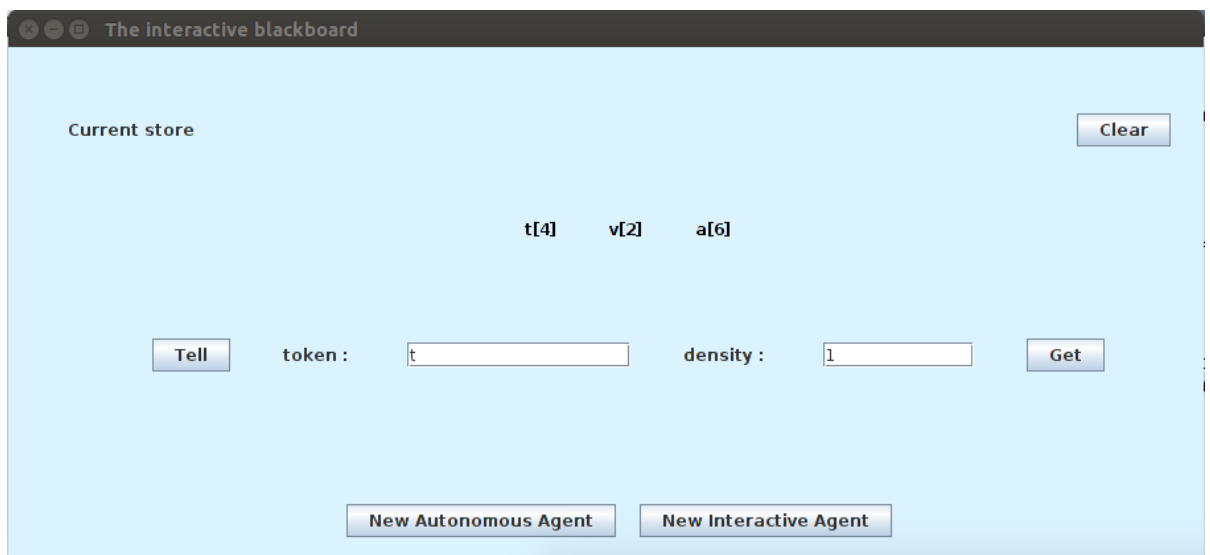 The interactive blackboard
Current store Clear
t[4] v[2] a[6]
Tell token : t density : 1 Get
New Autonomous Agent New Interactive Agent